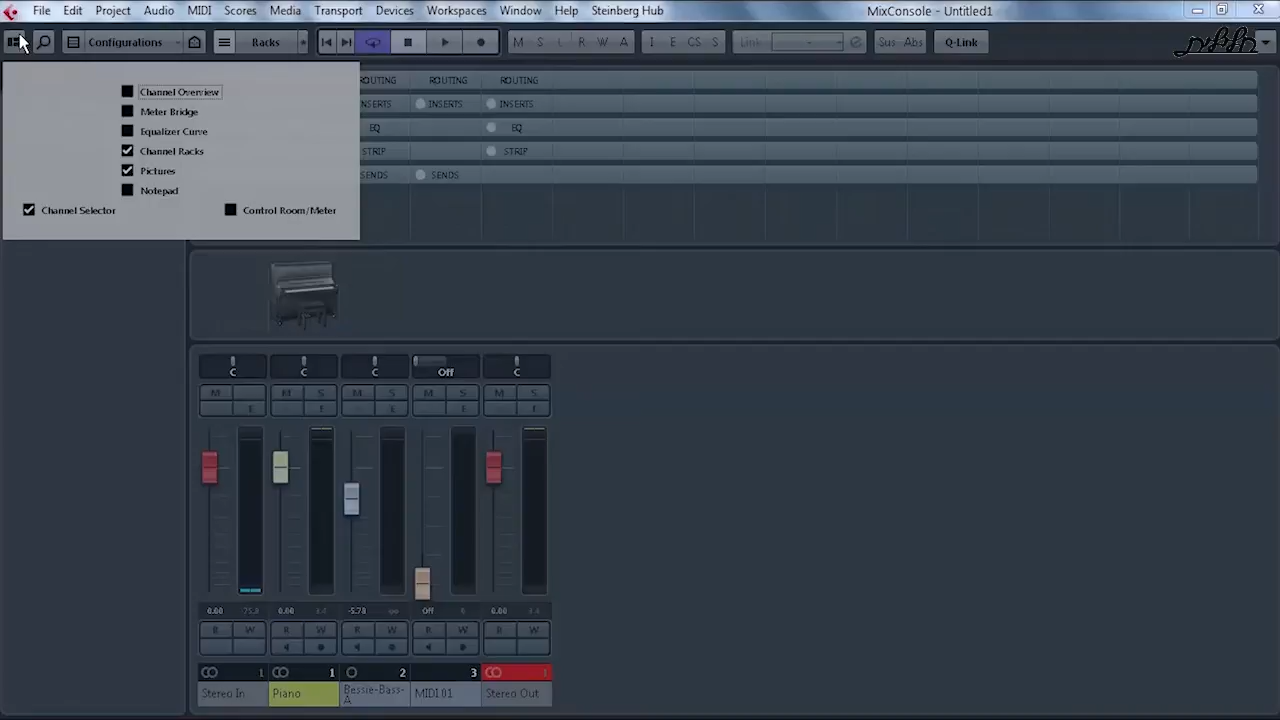 File Edit Project Audio MIDI Scores Media Transport Devices Workspaces Window Help Steinberg Hub MixConsole - Untitled1
Configurations Racks M S L R W A I E CS S Link Sus Abs Q-Link
Channel Overview
Meter Bridge
Equalizer Curve
Channel Racks
Pictures
Notepad
Channel Selector Control Room/Meter
ROUTING ROUTING ROUTING
INSERTS INSERTS INSERTS
EQ EQ
STRIP STRIP
SENDS SENDS
C C C Off C
M M S M S M S M S
E E E E E
0.00 0.00 -5.78 Off 0.00
R W R W R W R W R W
1 1 2 3 1
Stereo In Piano Bessie-Bass-A MIDI 01 Stereo Out